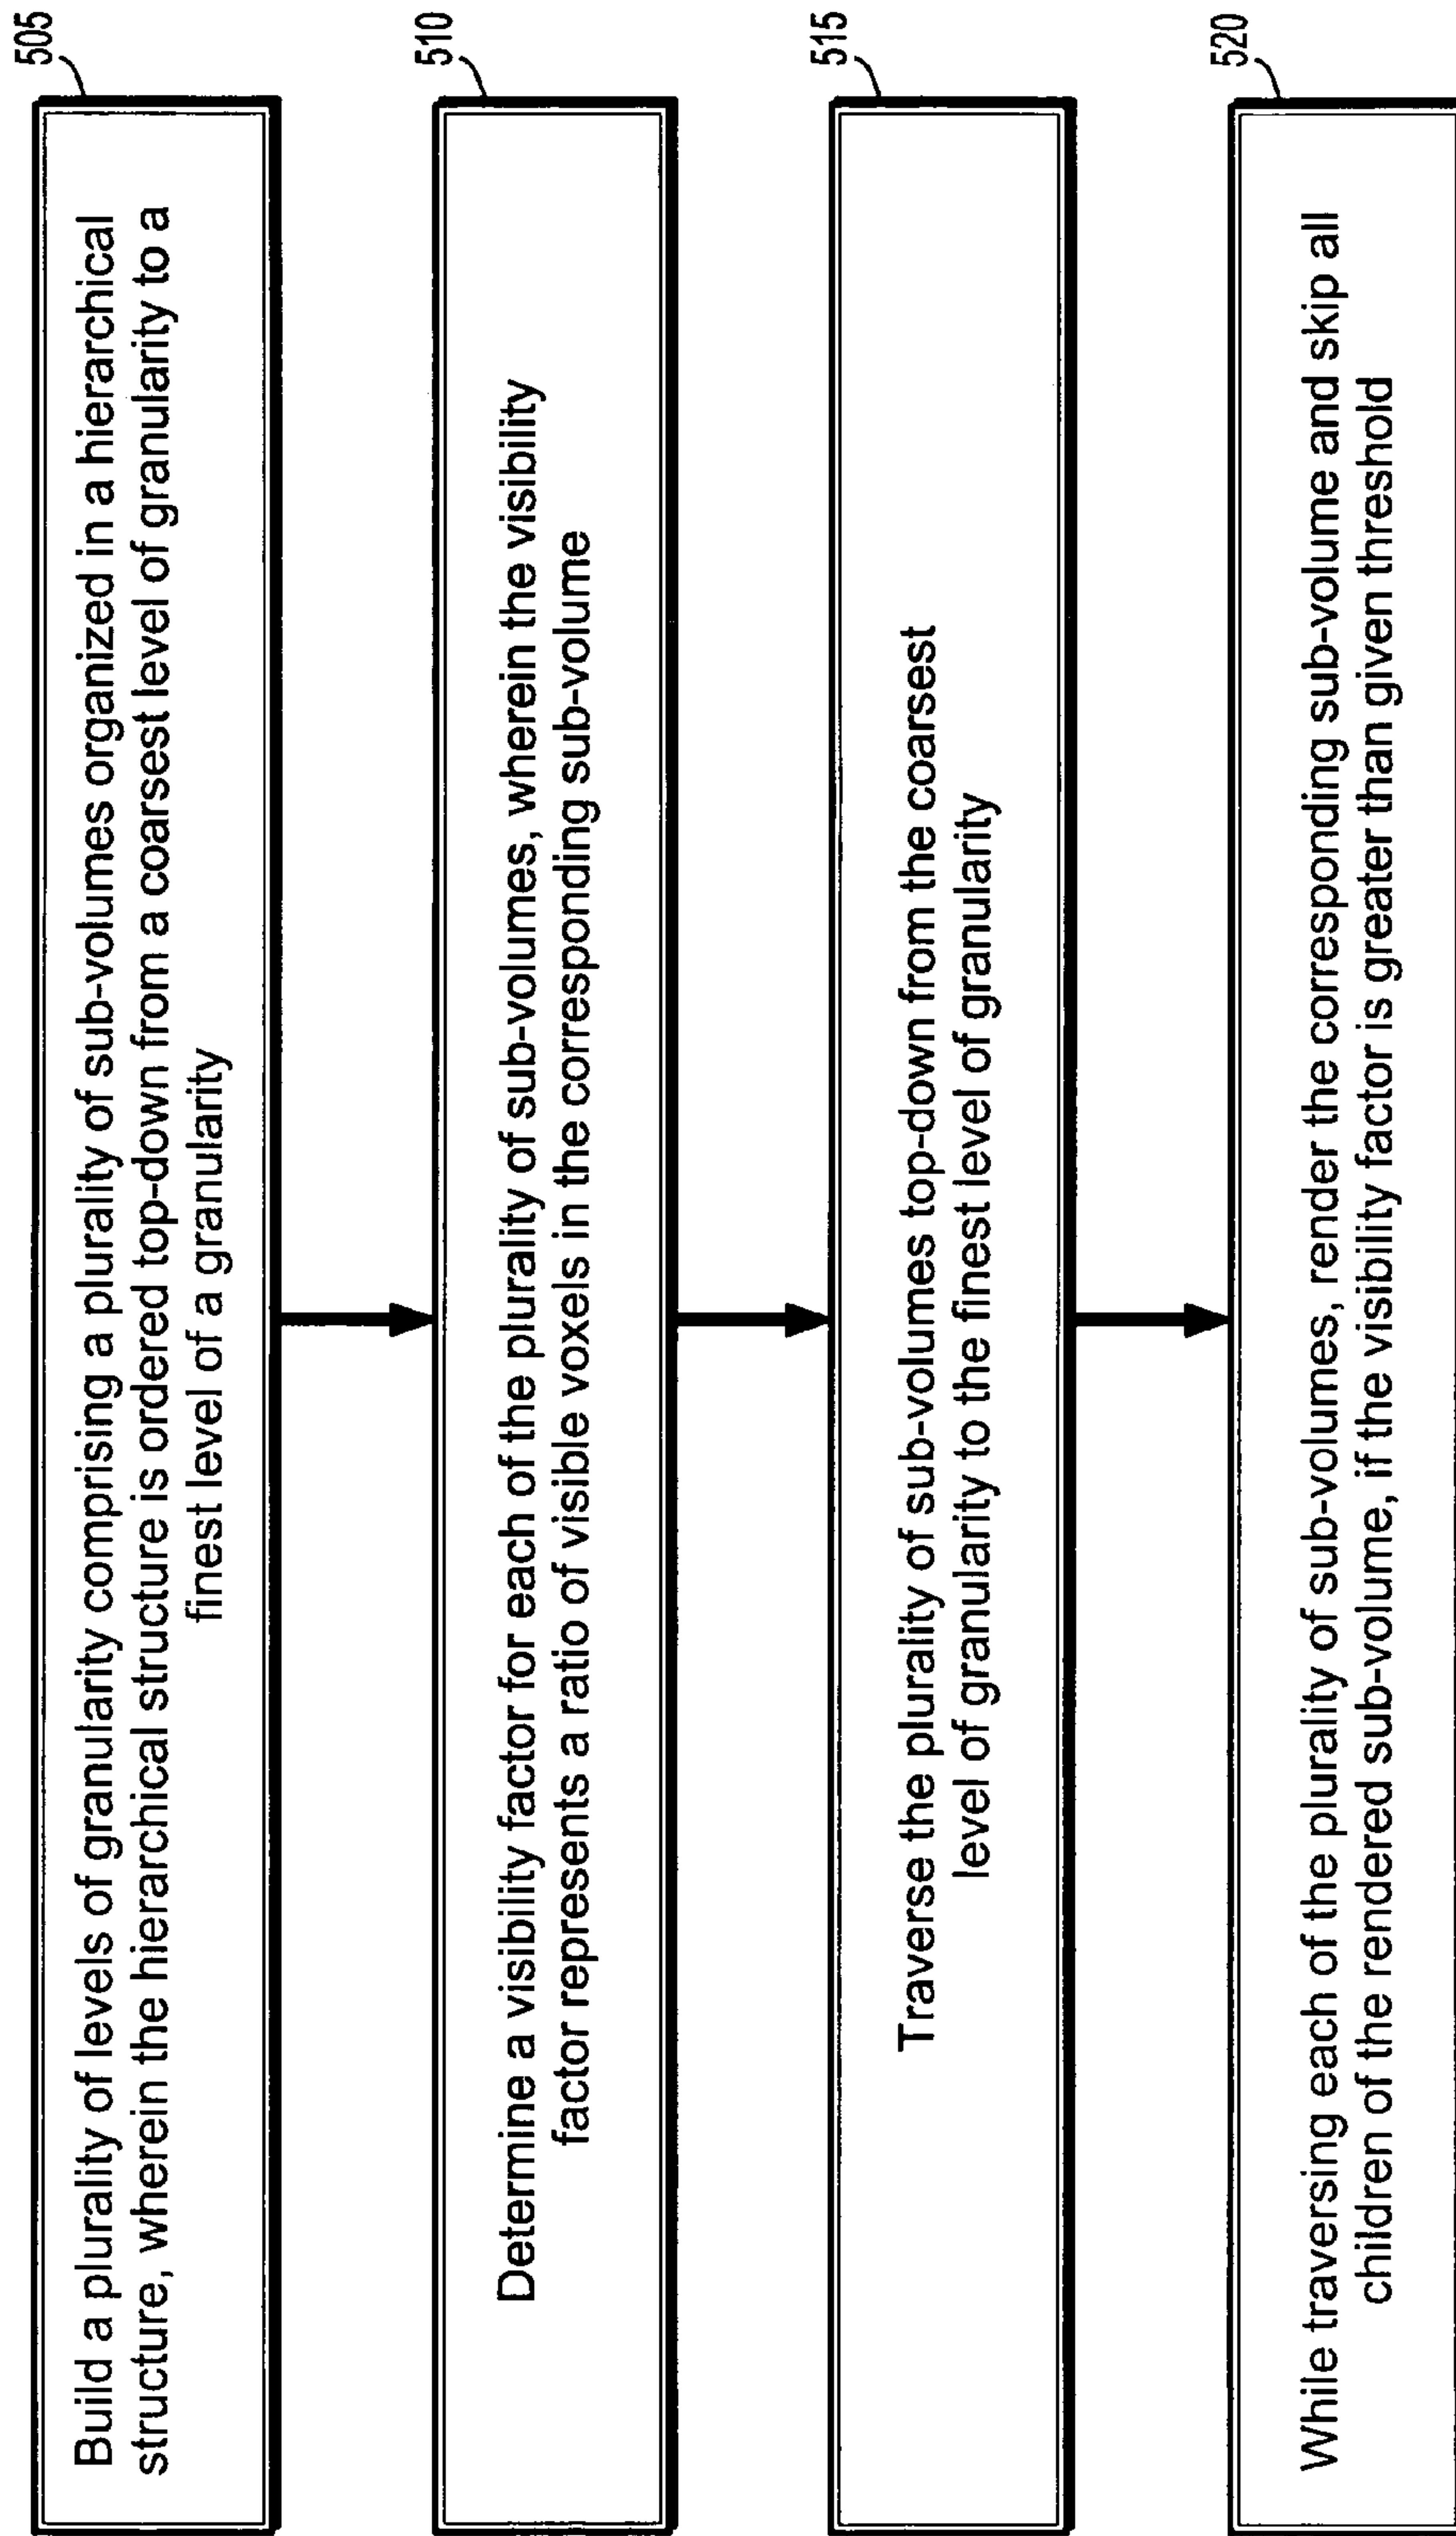 505
Build a plurality of levels of granularity comprising a plurality of sub-volumes organized in a hierarchical
structure, wherein the hierarchical structure is ordered top-down from a coarsest level of granularity to a
finest level of a granularity
510
Determine a visibility factor for each of the plurality of sub-volumes, wherein the visibility
factor represents a ratio of visible voxels in the corresponding sub-volume
515
Traverse the plurality of sub-volumes top-down from the coarsest
level of granularity to the finest level of granularity
520
While traversing each of the plurality of sub-volumes, render the corresponding sub-volume and skip all
children of the rendered sub-volume, if the visibility factor is greater than given threshold